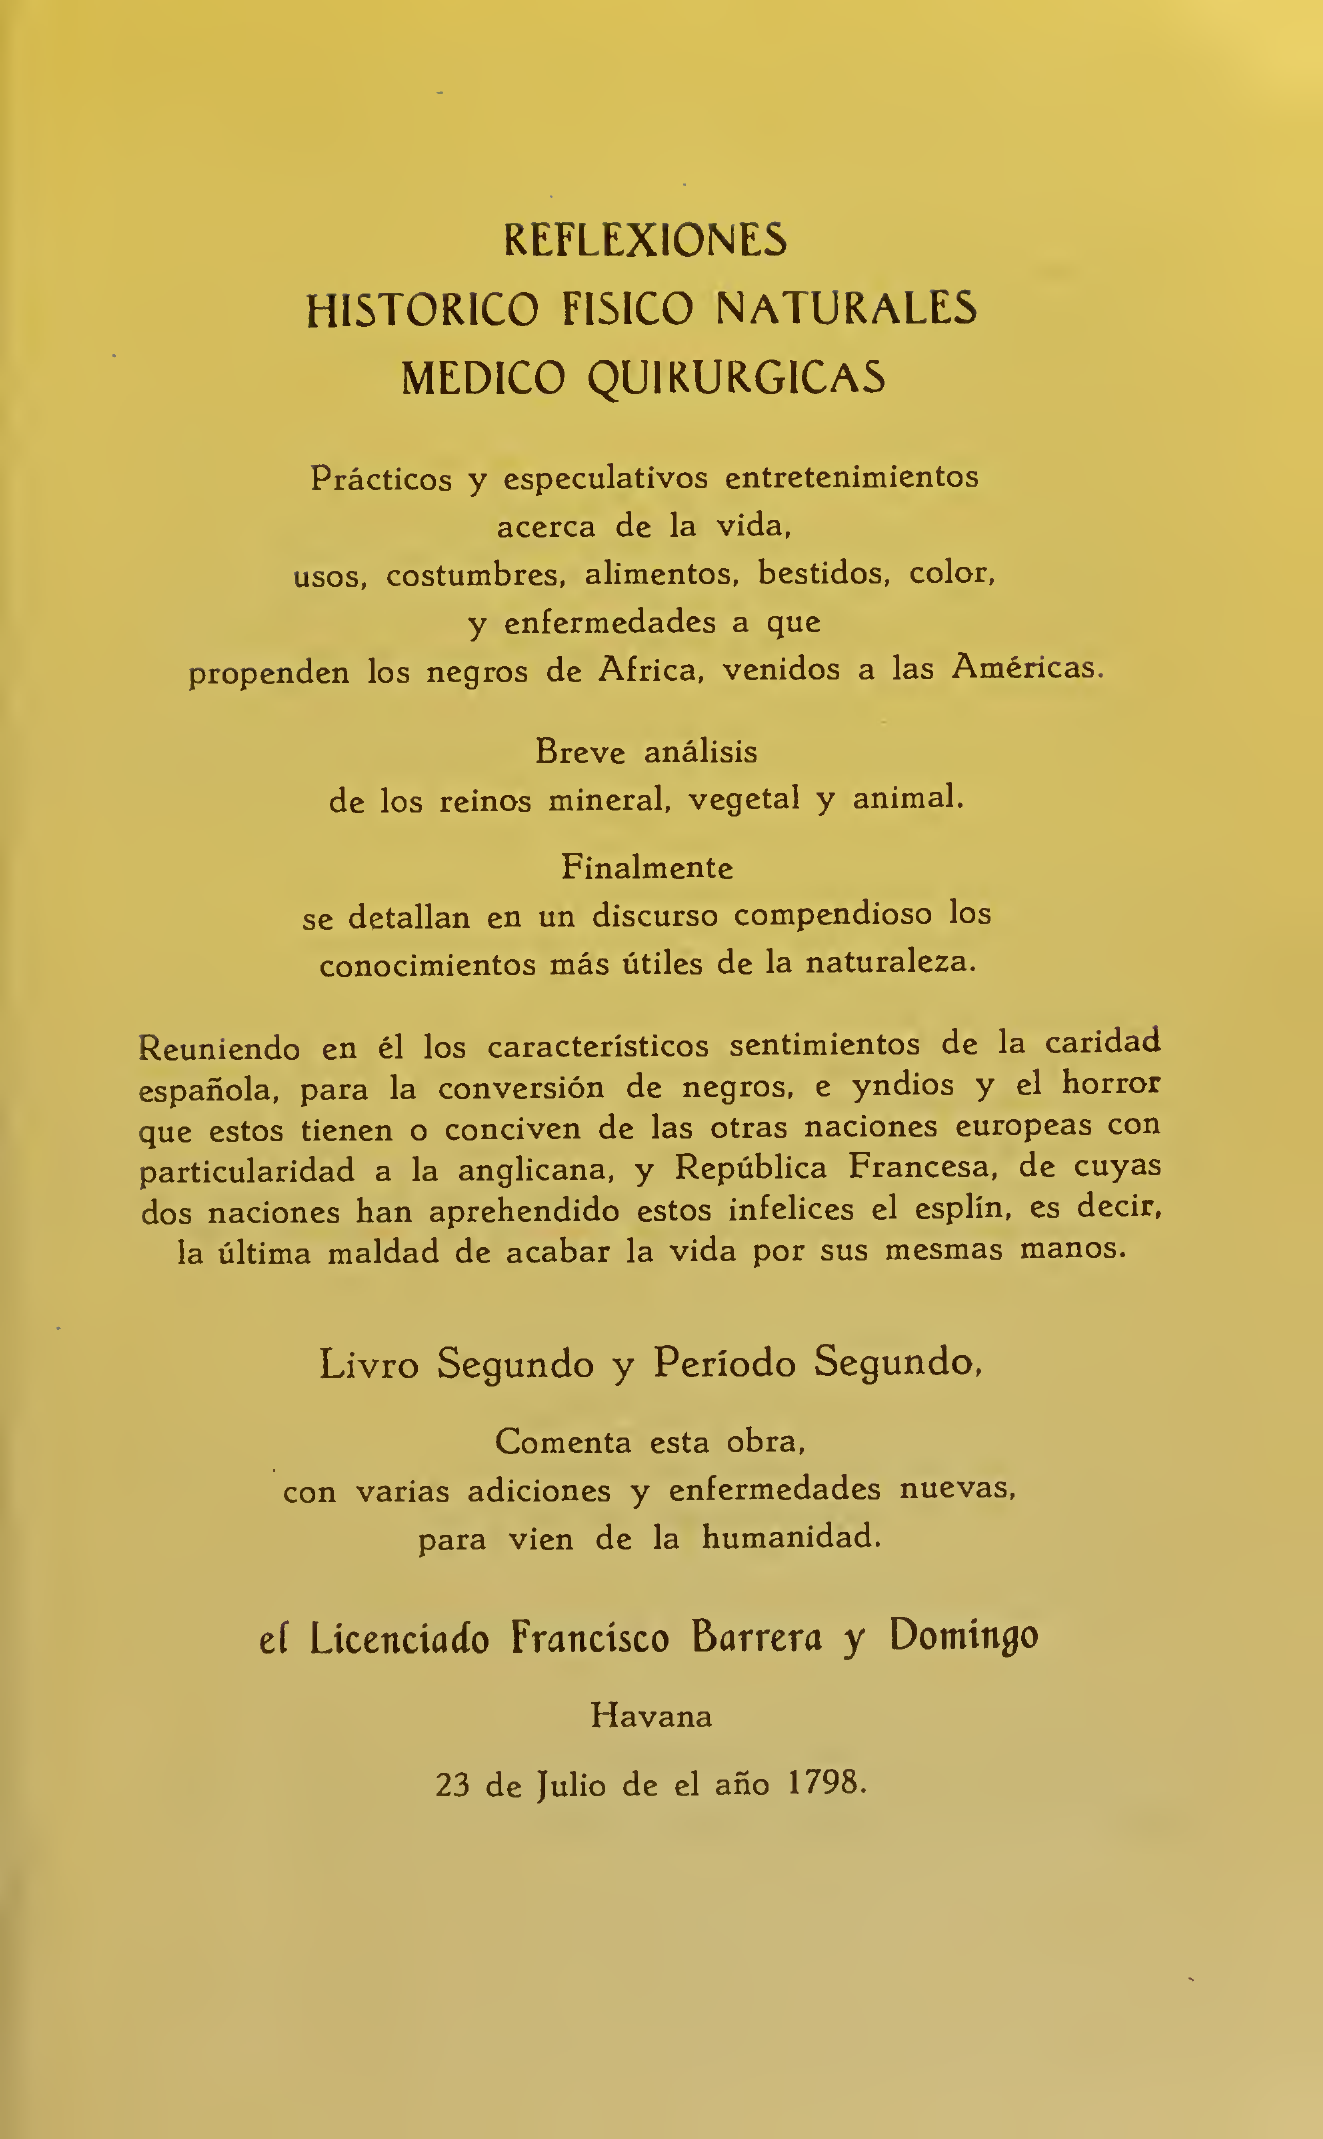 REFLEXIONES
HISTORICO FISICO NATURALES
MEDICO QUIRURGICAS
Prácticos y especulativos entretenimientos
acerca de la vida,
usos, costumbres, alimentos, bestidos, color,
y enfermedades a que
propenden los negros de Africa, venidos a las Américas.
Breve análisis
de los reinos mineral, vegetal y animal.
Finalmente
se detallan en un discurso compendioso los
conocimientos más útiles de la naturaleza.
Reuniendo en él los característicos sentimientos de la caridad
española, para la conversión de negros, e yndios y el horror
que estos tienen o conciven de las otras naciones europeas con
particularidad a la anglicana, y República Francesa, de cuyas
dos naciones han aprehendido estos infelices el esplín, es decir,
la última maldad de acabar la vida por sus mesmas manos.
Livro Segundo y Período Segundo,
Comenta esta obra,
con varias adiciones y enfermedades nuevas,
para vien de la humanidad.
el Licenciado Francisco Barrera y Domingo
Havana
23 de Julio de el año 1798.